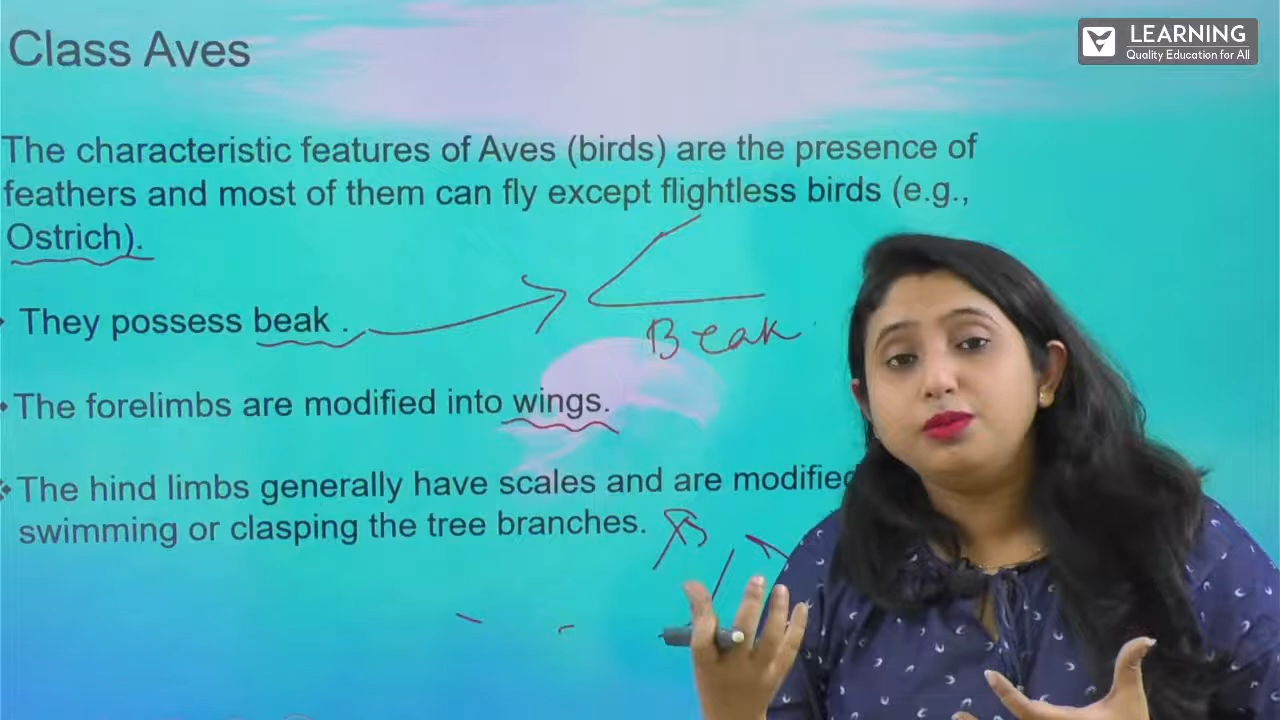 Class Aves
LEARNING
Quality Education for All
The characteristic features of Aves (birds) are the presence of
feathers and most of them can fly except flightless birds (e.g.,
Ostrich).
They possess beak .
Beak
The forelimbs are modified into wings.
The hind limbs generally have scales and are modified
swimming or clasping the tree branches.